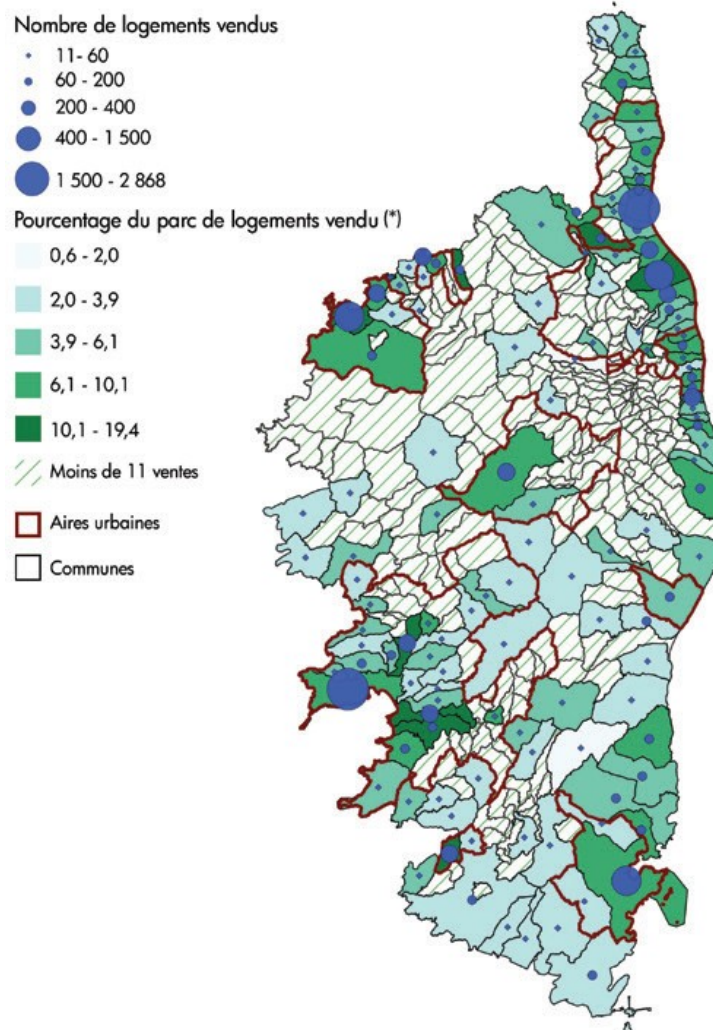 Nombre de logements vendus
11- 60
60 - 200
200 - 400
400 - 1 500
1 500 - 2 868
Pourcentage du parc de logements vendu (*)
0,6 - 2,0
2,0 - 3,9
3,9 - 6,1
6,1 - 10,1
10,1 - 19,4
Moins de 11 ventes
Aires urbaines
Communes